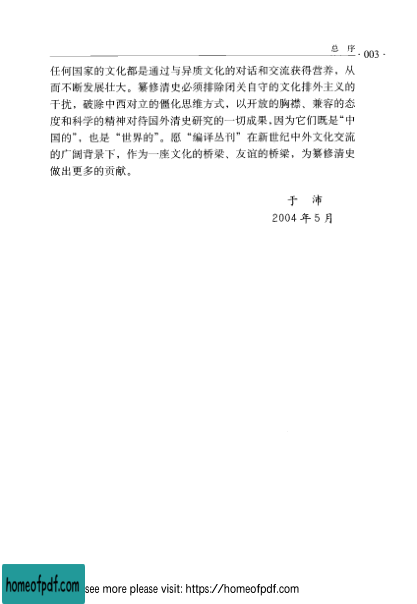 总 序
· 003 ·
任何国家的文化都是通过与异质文化的对话和交流获得营养，从
而不断发展壮大。纂修清史必须排除闭关自守的文化排外主义的
干扰，破除中西对立的僵化思维方式，以开放的胸襟、兼容的态
度和科学的精神对待国外清史研究的一切成果，因为它们既是“中
国的”，也是“世界的”。愿“编译丛刊”在新世纪中外文化交流
的广阔背景下，作为一座文化的桥梁、友谊的桥梁，为纂修清史
做出更多的贡献。
于 沛
2004 年 5 月
homeofpdf.com
see more please visit: https://homeofpdf.com